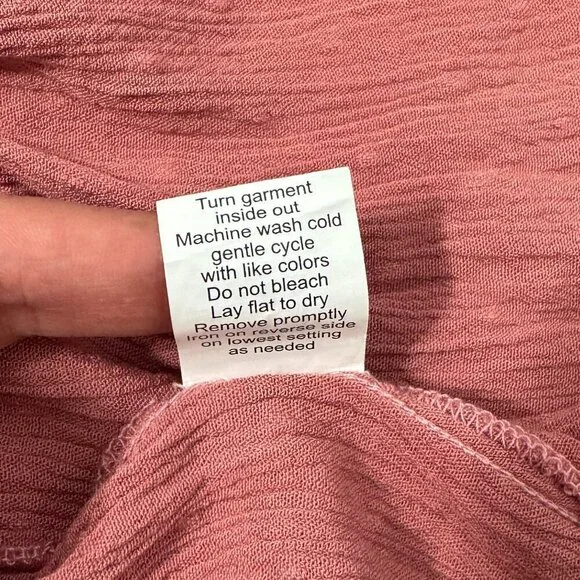 Turn garment
inside out
Machine wash cold
gentle cycle
with like colors
Do not bleach
Lay flat to dry
Remove promptly
Iron on reverse side
on lowest setting
as needed